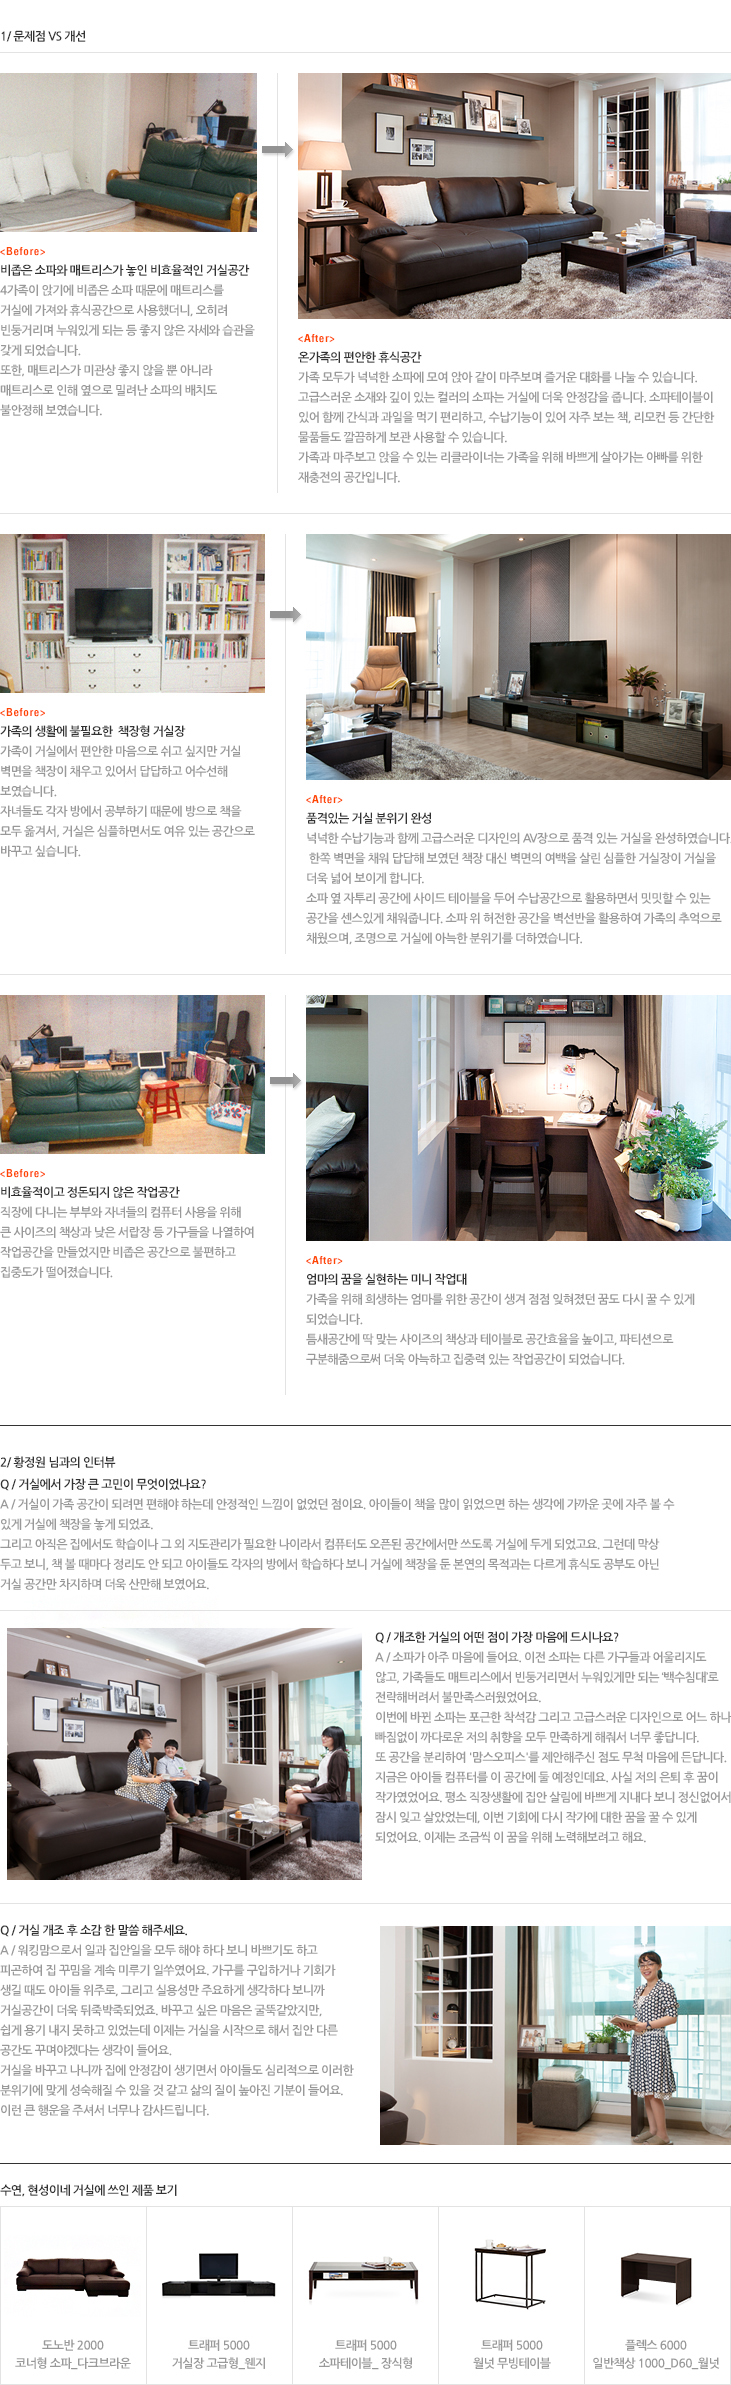 1/ 문제점 VS 개선
<Before>
비좁은 소파와 매트리스가 놓인 비효율적인 거실공간
4가족이 앉기에 비좁은 소파 때문에 매트리스를
거실에 가져와 휴식공간으로 사용했더니, 오히려
빈둥거리며 누워있게 되는 등 좋지 않은 자세와 습관을
갖게 되었습니다.
또한, 매트리스가 미관상 좋지 않을 뿐 아니라
매트리스로 인해 옆으로 밀려난 소파의 배치도
불안정해 보였습니다.
<After>
온가족의 편안한 휴식공간
가족 모두가 넉넉한 소파에 모여 앉아 같이 마주보며 즐거운 대화를 나눌 수 있습니다.
고급스러운 소재와 깊이 있는 컬러의 소파는 거실에 더욱 안정감을 줍니다. 소파테이블이
있어 함께 간식과 과일을 먹기 편리하고, 수납기능이 있어 자주 보는 책, 리모컨 등 간단한
물품들도 깔끔하게 보관 사용할 수 있습니다.
가족과 마주보고 앉을 수 있는 리클라이너는 가족을 위해 바쁘게 살아가는 아빠를 위한
재충전의 공간입니다.
<Before>
가족의 생활에 불필요한  책장형 거실장
가족이 거실에서 편안한 마음으로 쉬고 싶지만 거실
벽면을 책장이 채우고 있어서 답답하고 어수선해
보였습니다.
자녀들도 각자 방에서 공부하기 때문에 방으로 책을
모두 옮겨서, 거실은 심플하면서도 여유 있는 공간으로
바꾸고 싶습니다.
<After>
품격있는 거실 분위기 완성
넉넉한 수납기능과 함께 고급스러운 디자인의 AV장으로 품격 있는 거실을 완성하였습니다.
한쪽 벽면을 채워 답답해 보였던 책장 대신 벽면의 여백을 살린 심플한 거실장이 거실을
더욱 넓어 보이게 합니다.
소파 옆 자투리 공간에 사이드 테이블을 두어 수납공간으로 활용하면서 밋밋할 수 있는
공간을 센스있게 채워줍니다. 소파 위 허전한 공간을 벽선반을 활용하여 가족의 추억으로
채웠으며, 조명으로 거실에 아늑한 분위기를 더하였습니다.
<Before>
비효율적이고 정돈되지 않은 작업공간
직장에 다니는 부부와 자녀들의 컴퓨터 사용을 위해
큰 사이즈의 책상과 낮은 서랍장 등 가구들을 나열하여
작업공간을 만들었지만 비좁은 공간으로 불편하고
집중도가 떨어졌습니다.
<After>
엄마의 꿈을 실현하는 미니 작업대
가족을 위해 희생하는 엄마를 위한 공간이 생겨 점점 잊혀졌던 꿈도 다시 꿀 수 있게
되었습니다.
틈새공간에 딱 맞는 사이즈의 책상과 테이블로 공간효율을 높이고, 파티션으로
구분해줌으로써 더욱 아늑하고 집중력 있는 작업공간이 되었습니다.
2/ 황정원 님과의 인터뷰
Q / 거실에서 가장 큰 고민이 무엇이었나요?
A / 거실이 가족 공간이 되려면 편해야 하는데 안정적인 느낌이 없었던 점이요. 아이들이 책을 많이 읽었으면 하는 생각에 가까운 곳에 자주 볼 수
있게 거실에 책장을 놓게 되었죠.
그리고 아직은 집에서도 학습이나 그 외 지도관리가 필요한 나이라서 컴퓨터도 오픈된 공간에서만 쓰도록 거실에 두게 되었고요. 그런데 막상
두고 보니, 책 볼 때마다 정리도 안 되고 아이들도 각자의 방에서 학습하다 보니 거실에 책장을 둔 본연의 목적과는 다르게 휴식도 공부도 아닌
거실 공간만 차지하며 더욱 산만해 보였어요.
Q / 개조한 거실의 어떤 점이 가장 마음에 드시나요?
A / 소파가 아주 마음에 들어요. 이전 소파는 다른 가구들과 어울리지도
않고, 가족들도 매트리스에서 빈둥거리면서 누워있게만 되는 '백수침대'로
전락해버려서 불만족스러웠었어요.
이번에 바뀐 소파는 포근한 착석감 그리고 고급스러운 디자인으로 어느 하나
빠짐없이 까다로운 저의 취향을 모두 만족하게 해줘서 너무 좋답니다.
또 공간을 분리하여 '맘스오피스'를 제안해주신 점도 무척 마음에 든답니다.
지금은 아이들 컴퓨터를 이 공간에 둘 예정인데요. 사실 저의 은퇴 후 꿈이
작가였었어요. 평소 직장생활에 집안 살림에 바쁘게 지내다 보니 정신없어서
잠시 잊고 살았었는데, 이번 기회에 다시 작가에 대한 꿈을 꿀 수 있게
되었어요. 이제는 조금씩 이 꿈을 위해 노력해보려고 해요.
Q / 거실 개조 후 소감 한 말씀 해주세요.
A / 워킹맘으로서 일과 집안일을 모두 해야 하다 보니 바쁘기도 하고
피곤하여 집 꾸밈을 계속 미루기 일쑤였어요. 가구를 구입하거나 기회가
생길 때도 아이들 위주로, 그리고 실용성만 주요하게 생각하다 보니까
거실공간이 더욱 뒤죽박죽되었죠. 바꾸고 싶은 마음은 굴뚝같았지만,
쉽게 용기 내지 못하고 있었는데 이제는 거실을 시작으로 해서 집안 다른
공간도 꾸며야겠다는 생각이 들어요.
거실을 바꾸고 나니까 집에 안정감이 생기면서 아이들도 심리적으로 이러한
분위기에 맞게 성숙해질 수 있을 것 같고 삶의 질이 높아진 기분이 들어요.
이런 큰 행운을 주셔서 너무나 감사드립니다.
수연, 현성이네 거실에 쓰인 제품 보기
도노반 2000
코너형 소파_다크브라운
트래퍼 5000
거실장 고급형_웬지
트래퍼 5000
소파테이블_ 장식형
트래퍼 5000
월넛 무빙테이블
플렉스 6000
일반책상 1000_D60_월넛